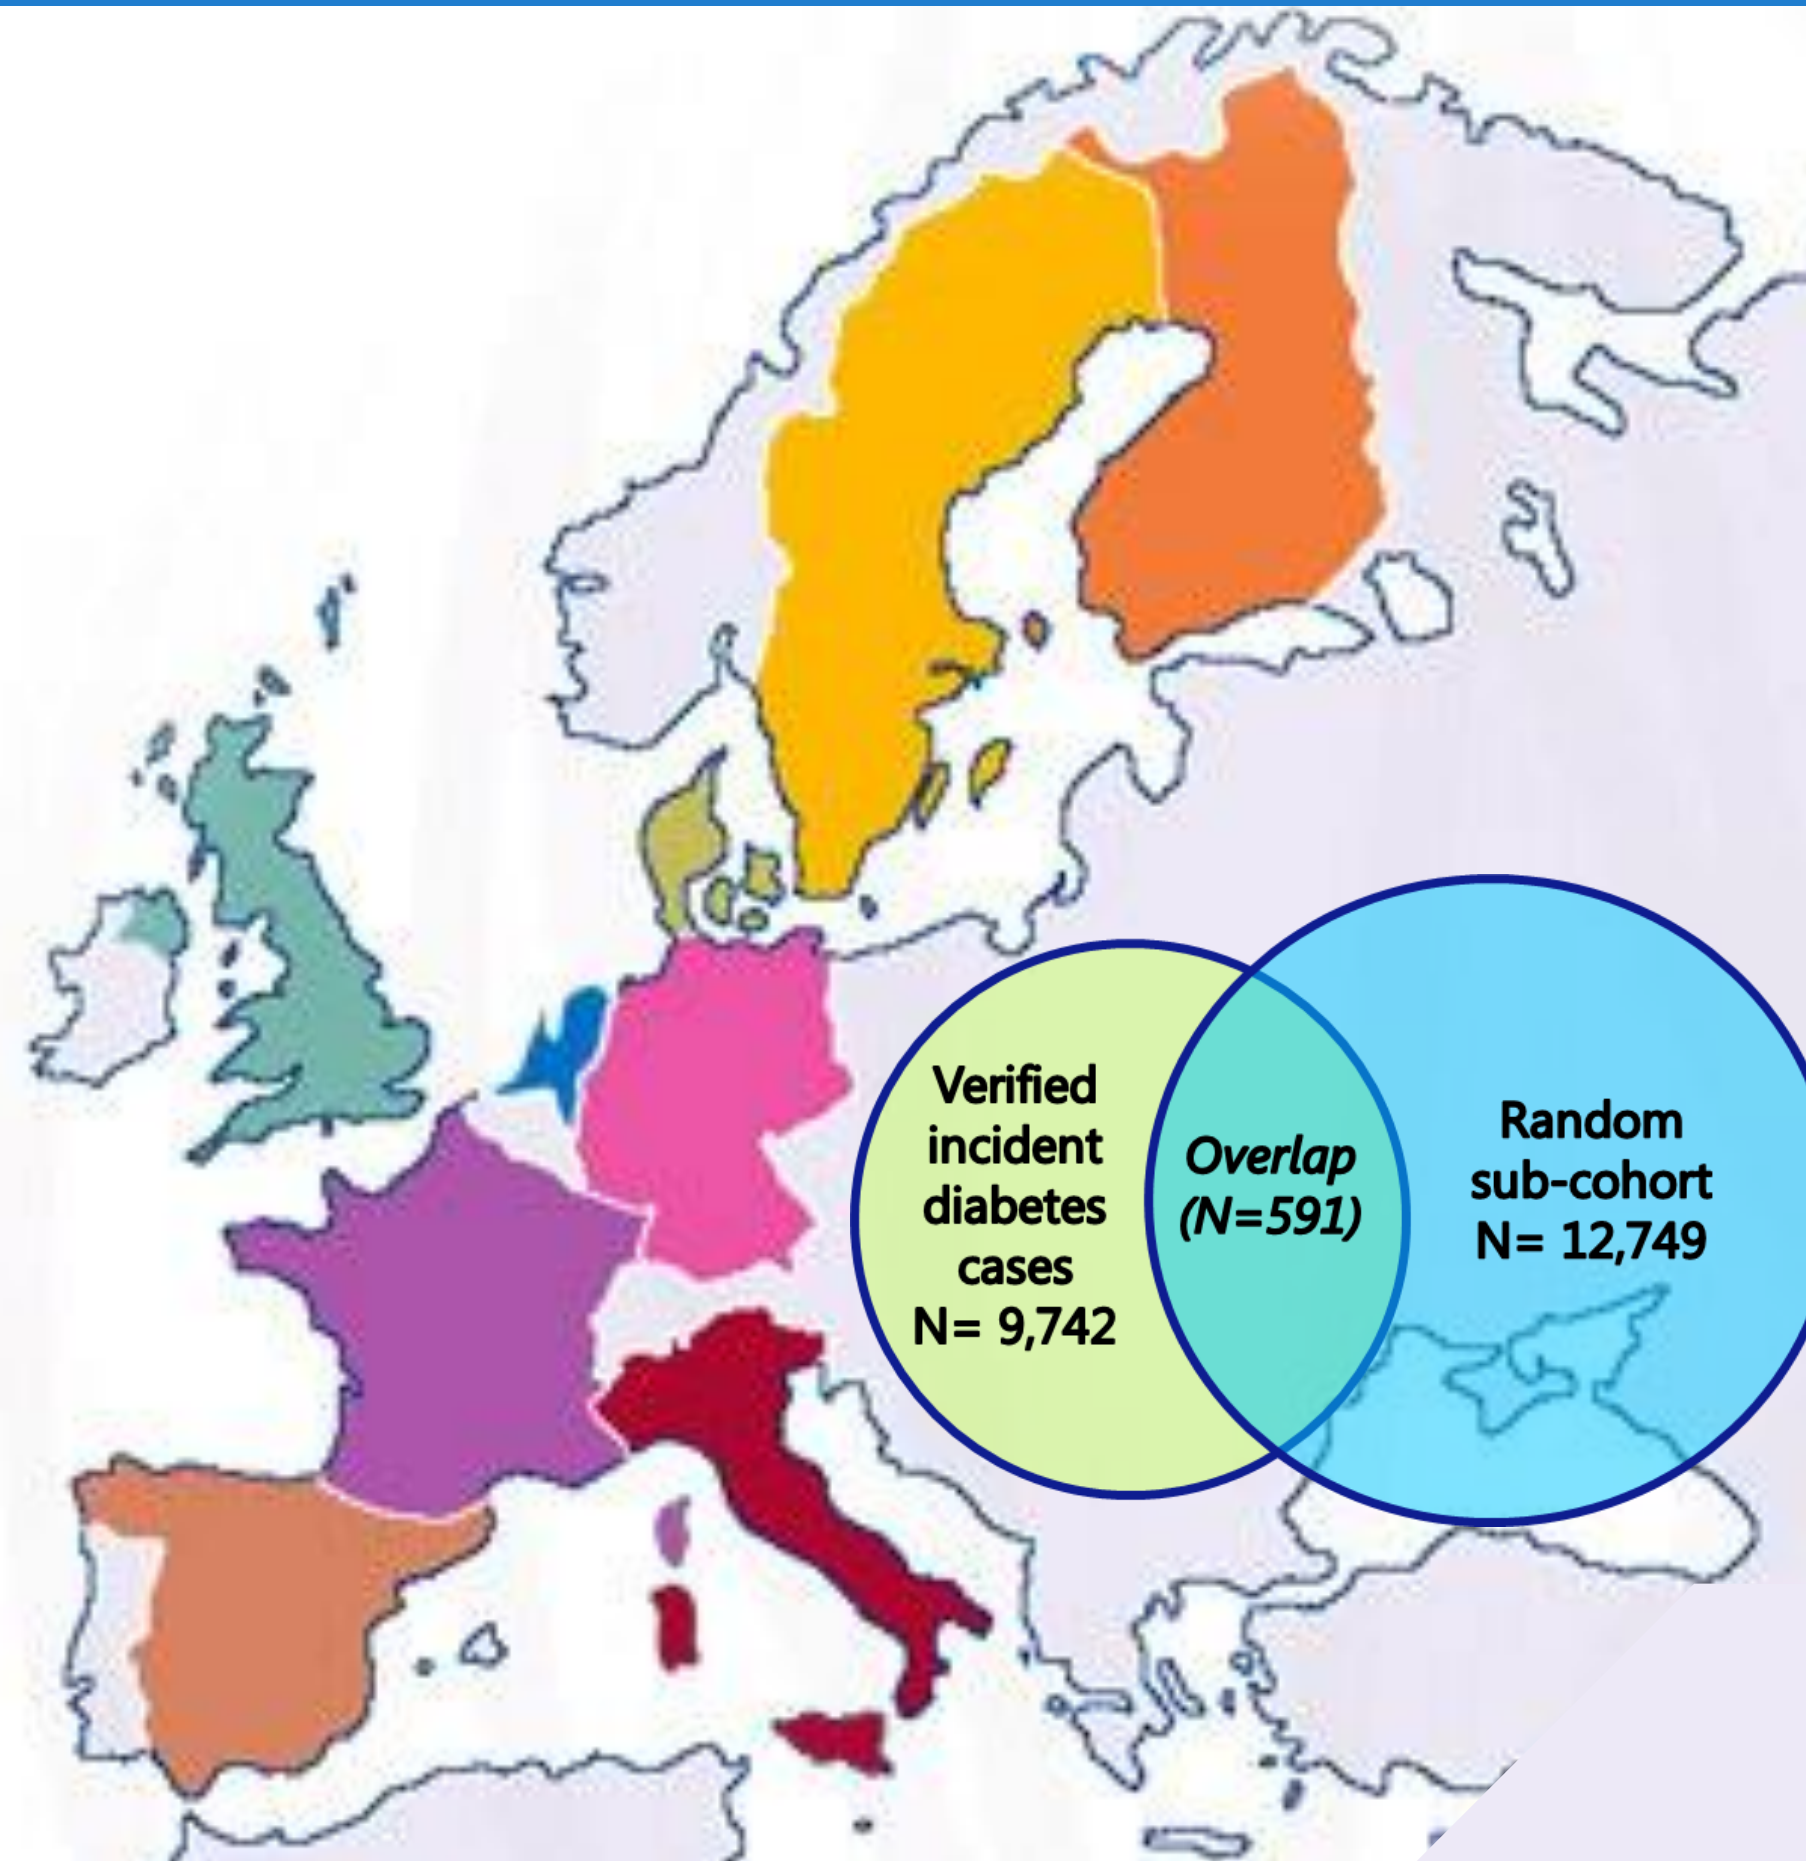 Verified
incident
diabetes
cases
N= 9,742
Overlap
(N=591)
Random
sub-cohort
N= 12,749